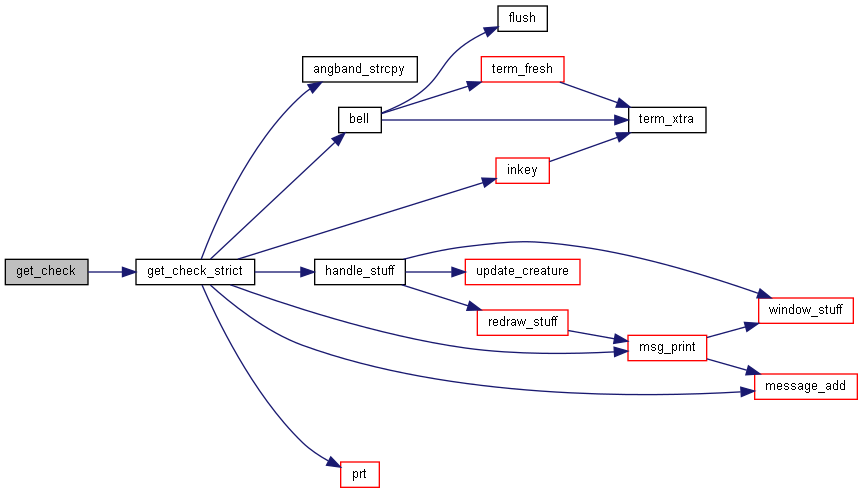 flush
angband_strcpy
term_fresh
bell
term_xtra
inkey
get_check
get_check_strict
handle_stuff
update_creature
window_stuff
redraw_stuff
msg_print
message_add
prt